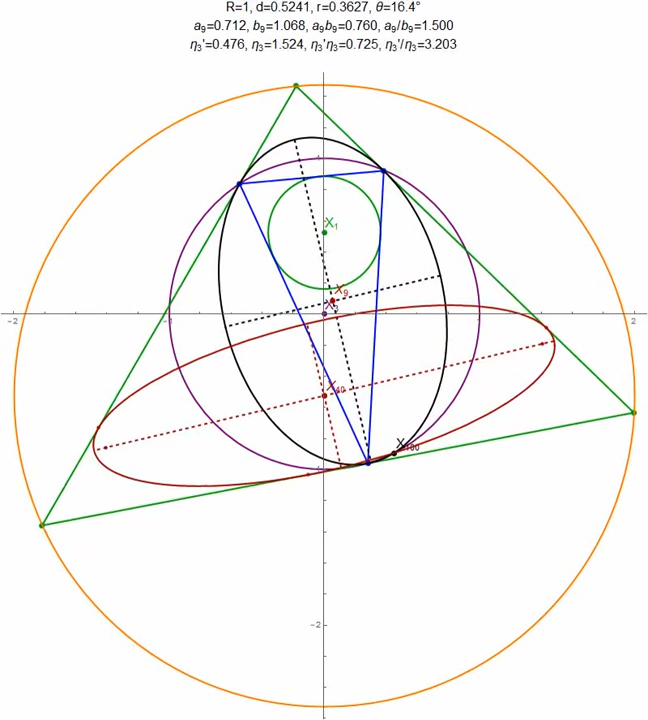 R=1, d=0.5241, r=0.3627, θ=16.4°
a₉=0.712, b₉=1.068, a₉b₉=0.760, a₉/b₉=1.500
η₃'=0.476, η₃=1.524, η₃'η₃=0.725, η₃'/η₃=3.203
X₁
X₉
-2
-1
2
X₄₀
X₁₀₀
-2